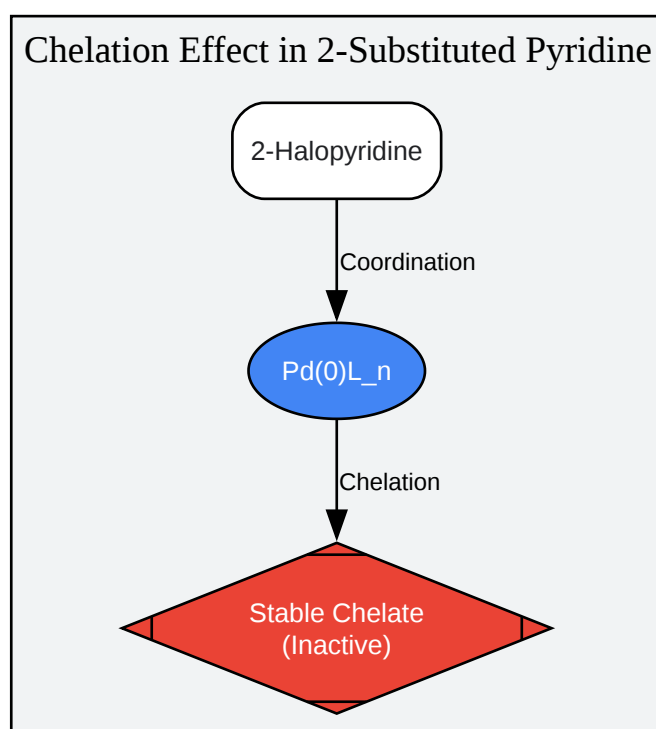 Chelation Effect in 2-Substituted Pyridine
2-Halopyridine
Coordination
Pd(0)L_n
Chelation
Stable Chelate
(Inactive)